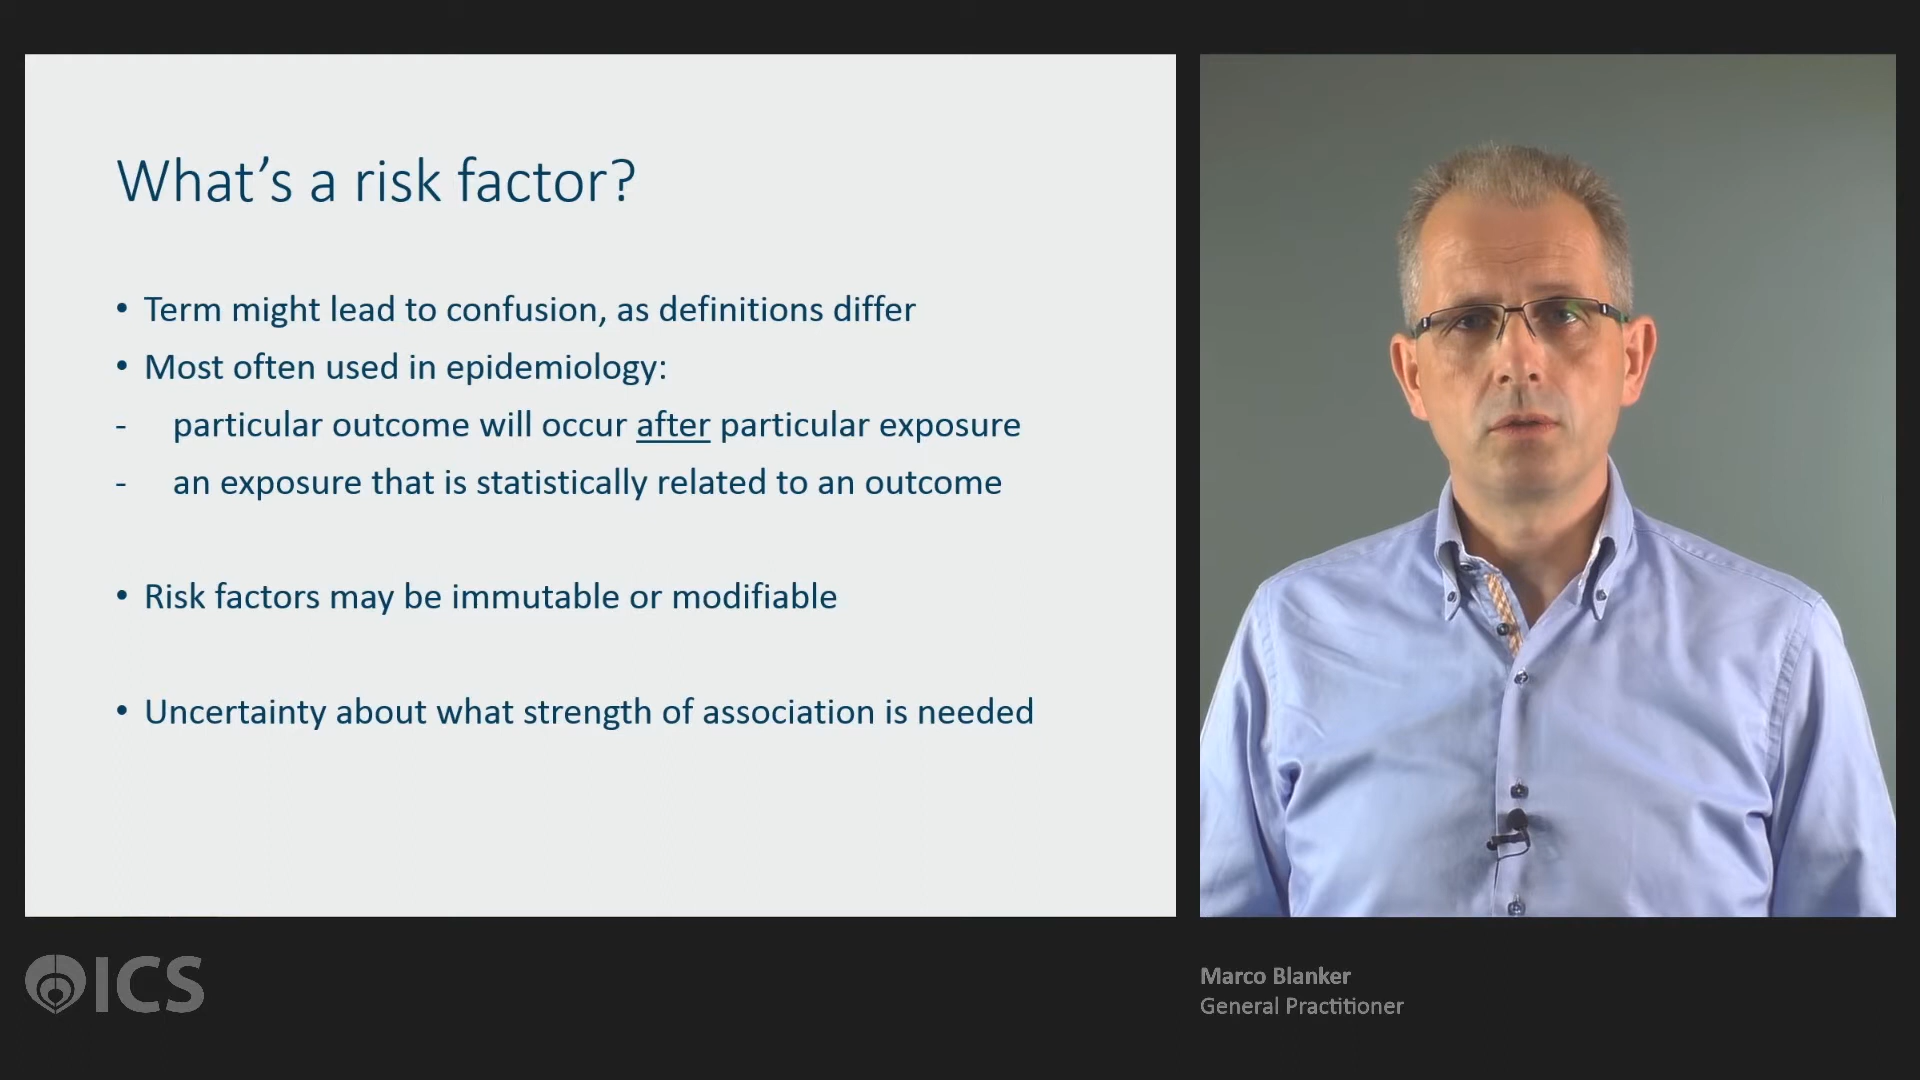 What’s a risk factor?
• Term might lead to confusion, as definitions differ
• Most often used in epidemiology:
- particular outcome will occur after particular exposure
- an exposure that is statistically related to an outcome
• Risk factors may be immutable or modifiable
• Uncertainty about what strength of association is needed
ICS
Marco Blanker
General Practitioner